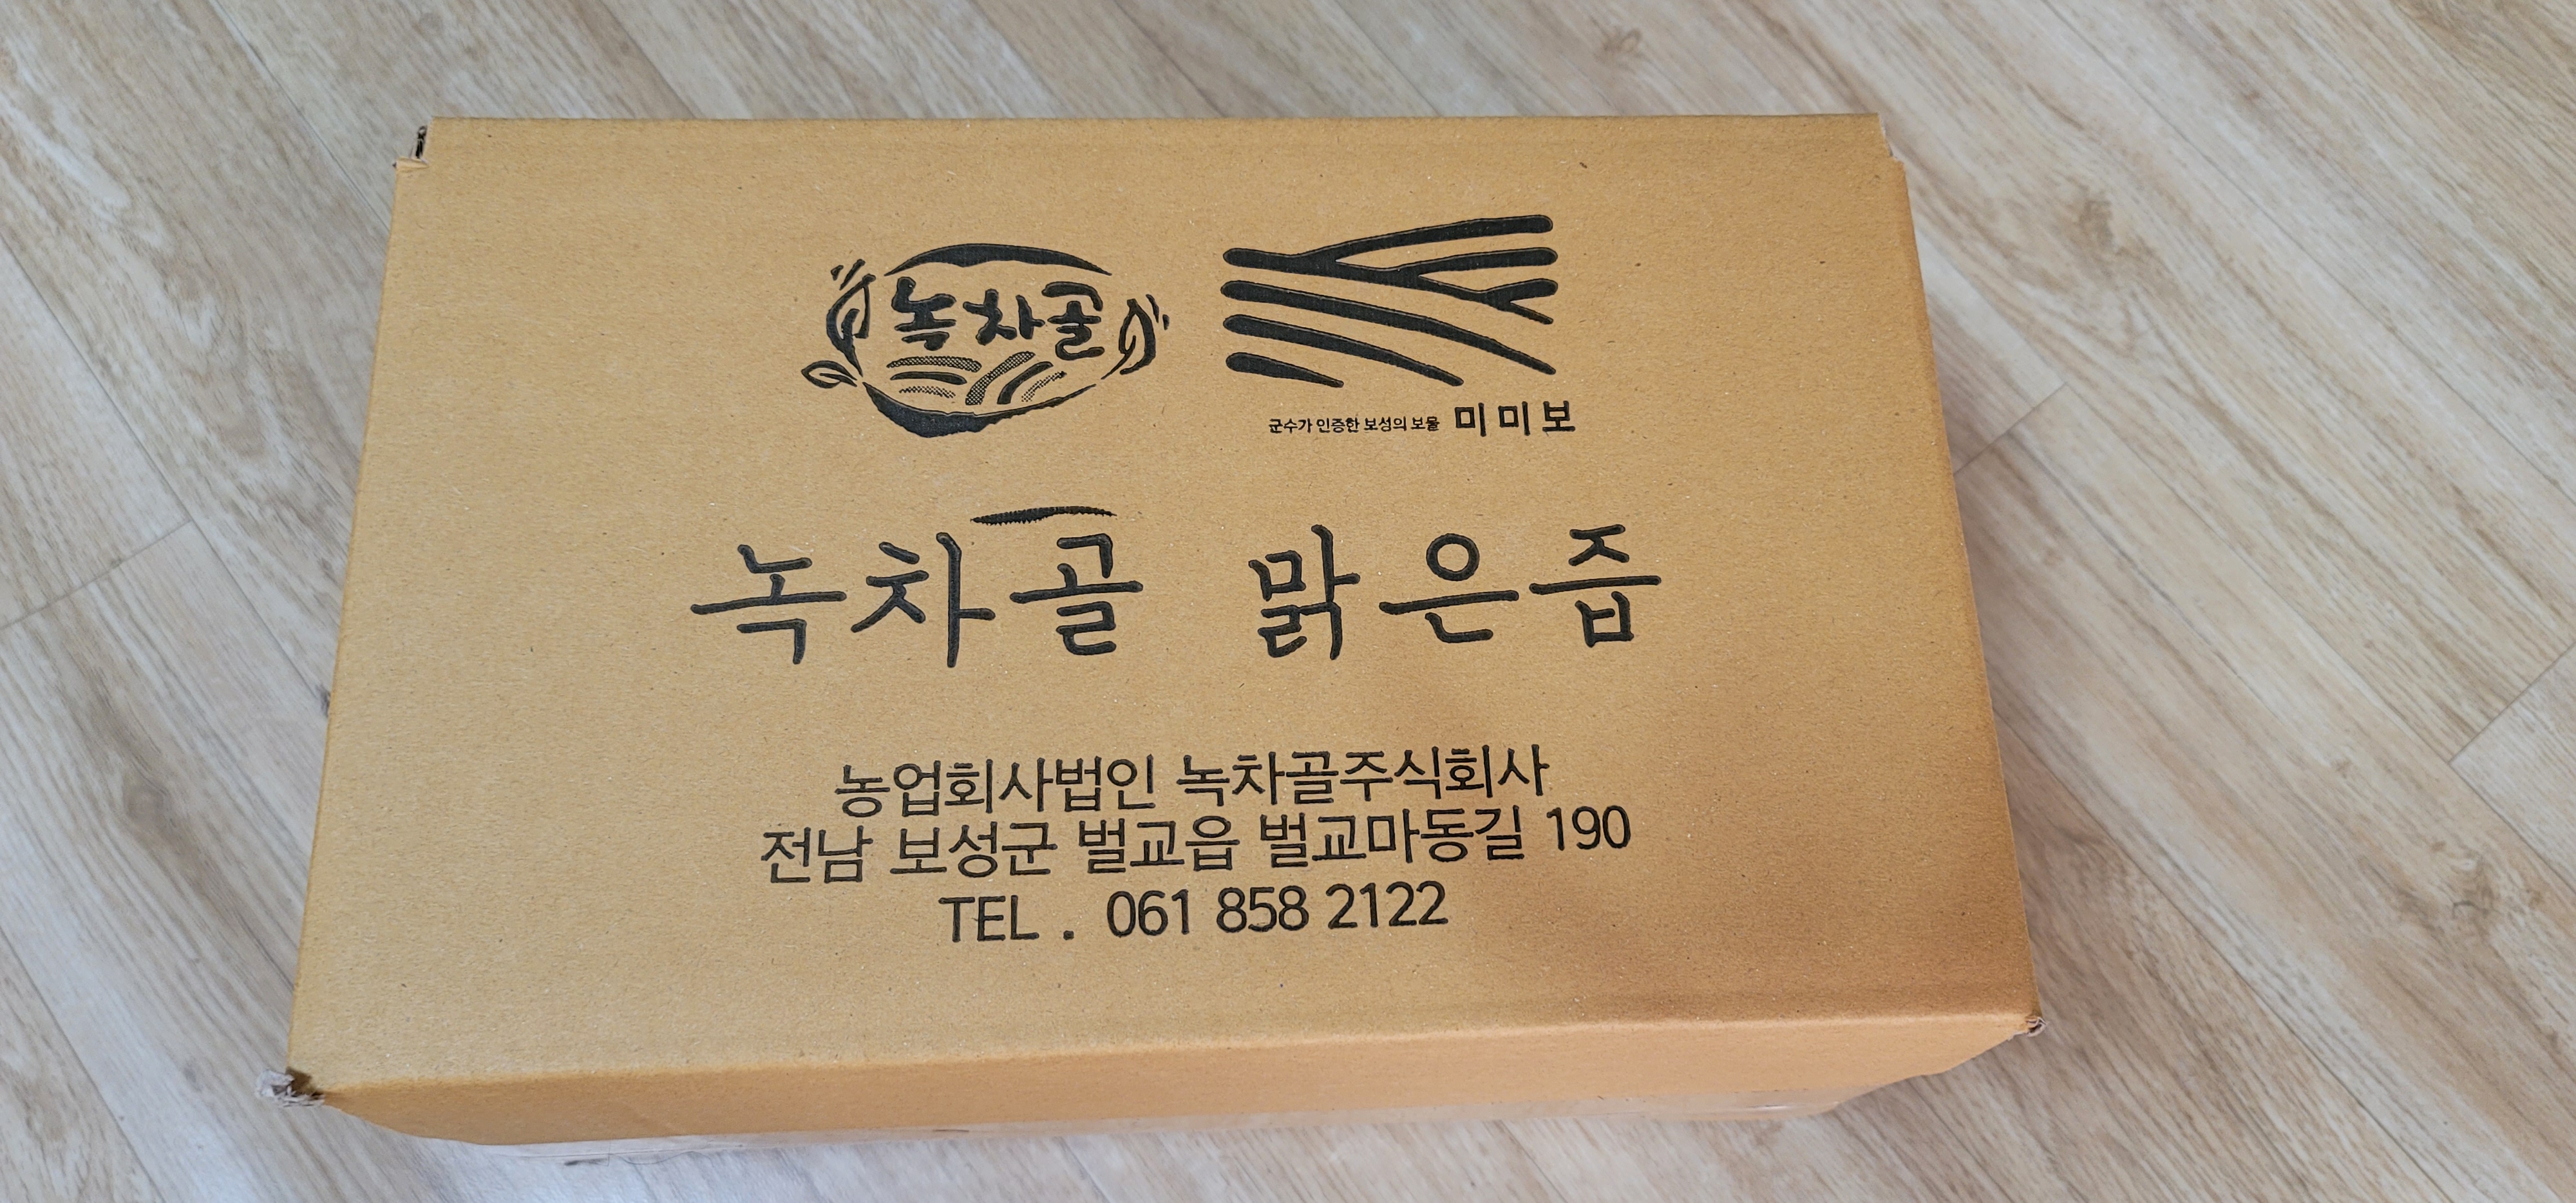 녹차골
군수가 인증한 보성의 보물 미미보
녹차골 맑은즙
농업회사법인 녹차골주식회사
전남 보성군 벌교읍 벌교마동길 190
TEL . 061 858 2122